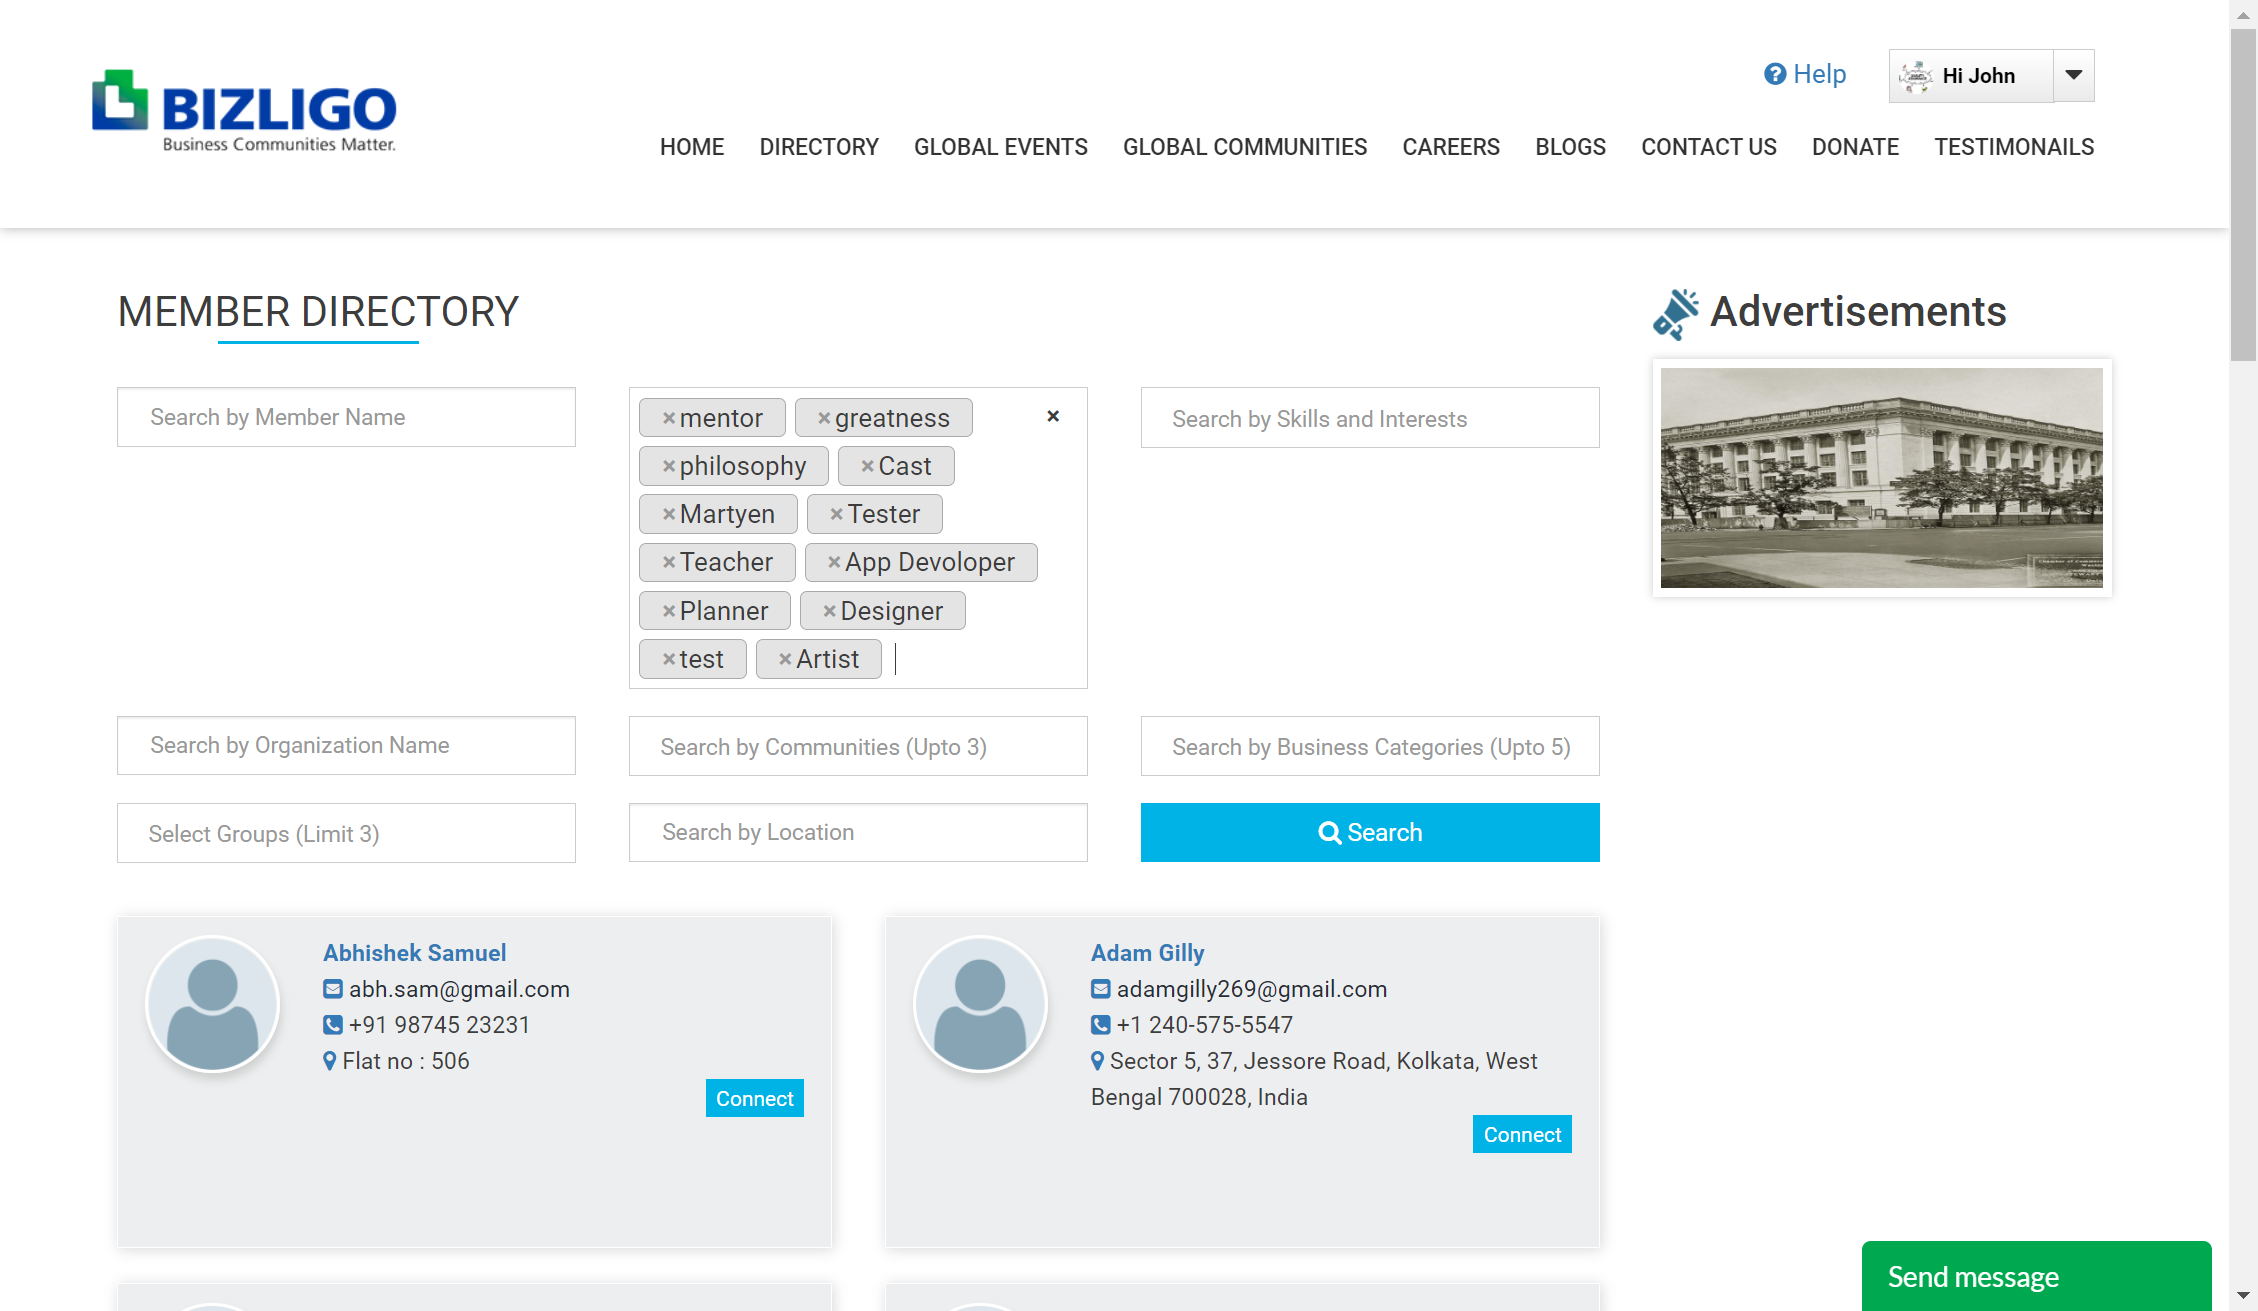 Help
Hi John
BIZLIGO
Business Communities Matter.
HOME DIRECTORY GLOBAL EVENTS GLOBAL COMMUNITIES CAREERS BLOGS CONTACT US DONATE TESTIMONAILS
MEMBER DIRECTORY
Advertisements
Search by Member Name
×mentor ×greatness ×
×philosophy ×Cast
×Martyen ×Tester
×Teacher ×App Devoloper
×Planner ×Designer
×test ×Artist
Search by Skills and Interests
Search by Organization Name
Search by Communities (Upto 3)
Search by Business Categories (Upto 5)
Select Groups (Limit 3)
Search by Location
Search
Abhishek Samuel
abh.sam@gmail.com
+91 98745 23231
Flat no : 506
Connect
Adam Gilly
adamgilly269@gmail.com
+1 240-575-5547
Sector 5, 37, Jessore Road, Kolkata, West
Bengal 700028, India
Connect
Send message